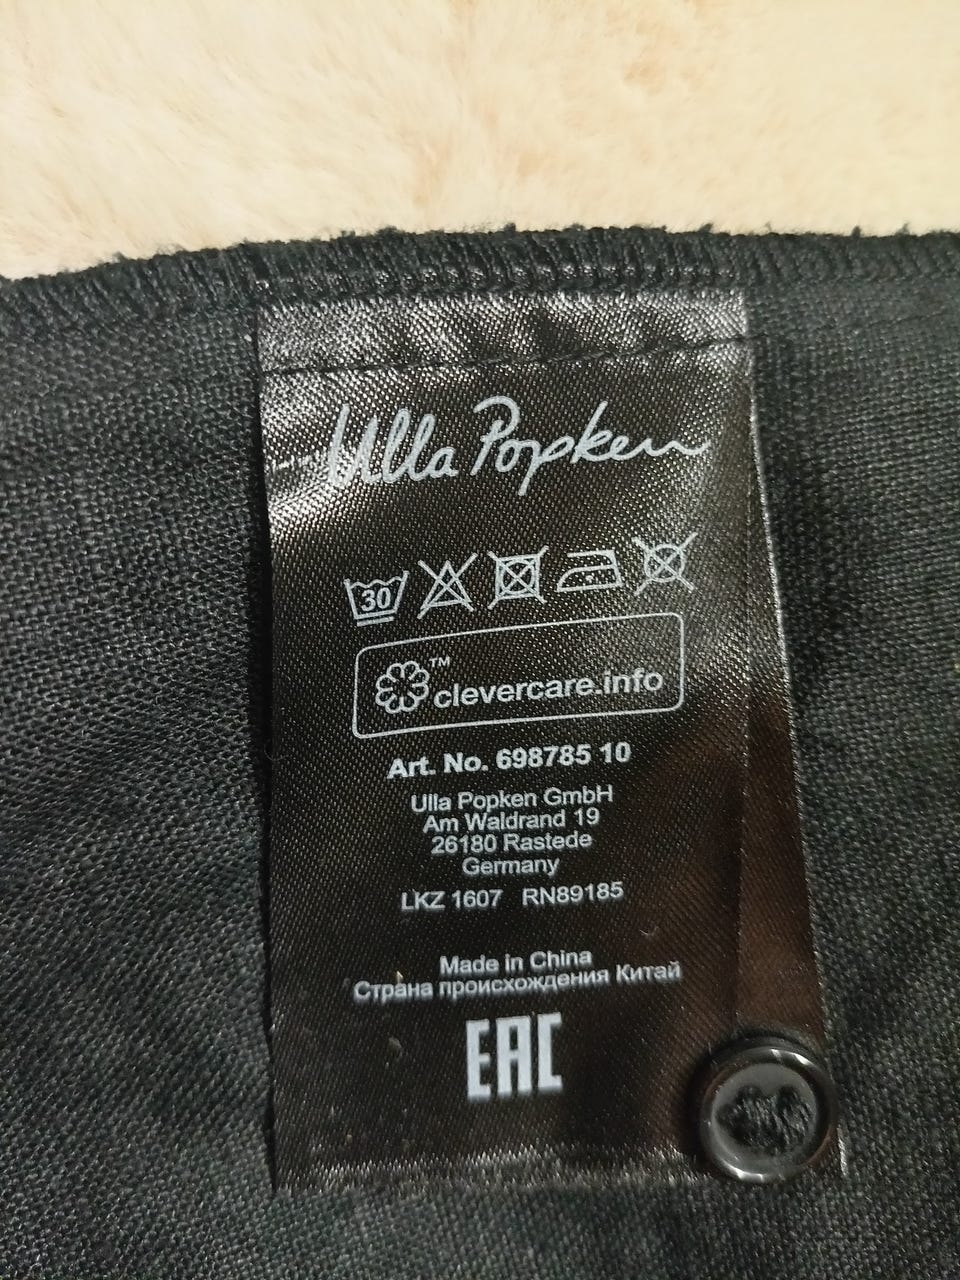 Ulla Popken
30
™
clevercare.info
Art. No. 698785 10
Ulla Popken GmbH
Am Waldrand 19
26180 Rastede
Germany
LKZ 1607 RN89185
Made in China
Страна происхождения Китай
EAC